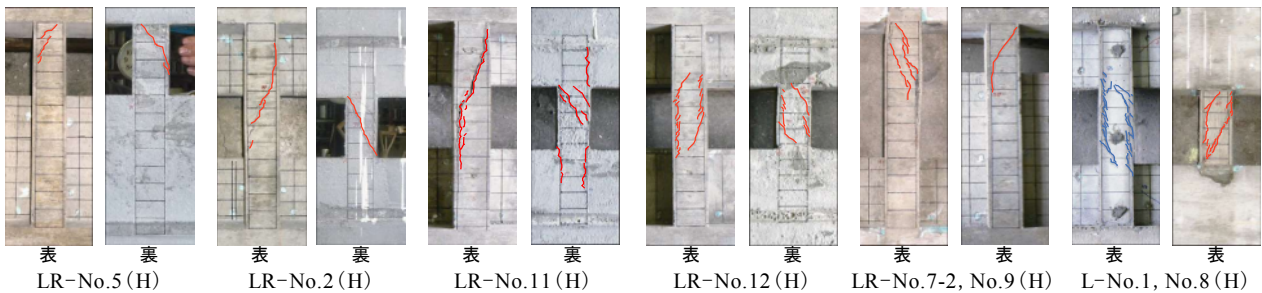 表 裏 表 裏 表 裏 表 裏 表 表 表 表
LR-No.5(H) LR-No.2(H) LR-No.11(H) LR-No.12(H) LR-No.7-2, No.9(H) L-No.1, No.8(H)